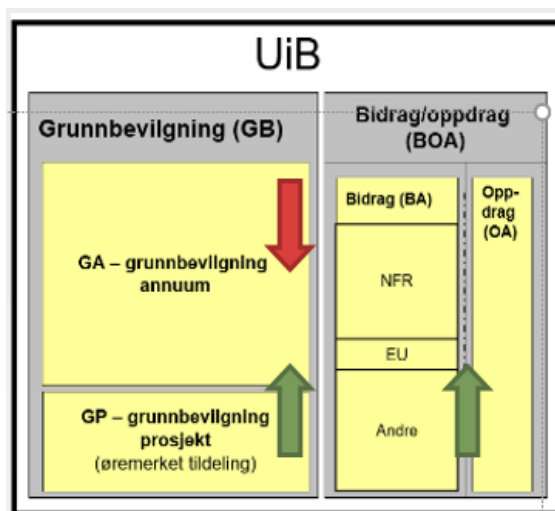 UiB
Grunnbevilgning (GB)
Bidrag/oppdrag
(BOA)
GA – grunnbevilgning
annuum
GP – grunnbevilgning
prosjekt
(øremerket tildeling)
Bidrag (BA)
NFR
EU
Andre
Opp-
drag
(OA)